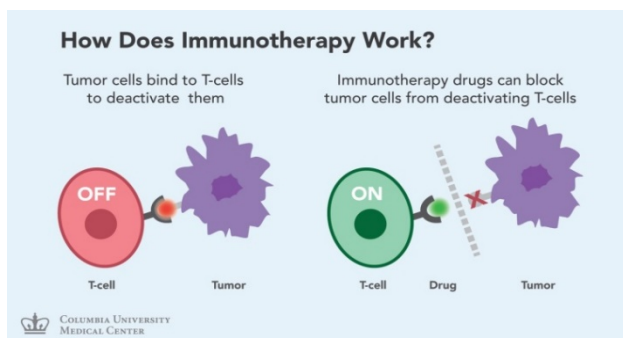 How Does Immunotherapy Work?
Tumor cells bind to T-cells
to deactivate them
Immunotherapy drugs can block
tumor cells from deactivating T-cells
OFF
ON
T-cell
Tumor
T-cell
Drug
Tumor
COLUMBIA UNIVERSITY
MEDICAL CENTER